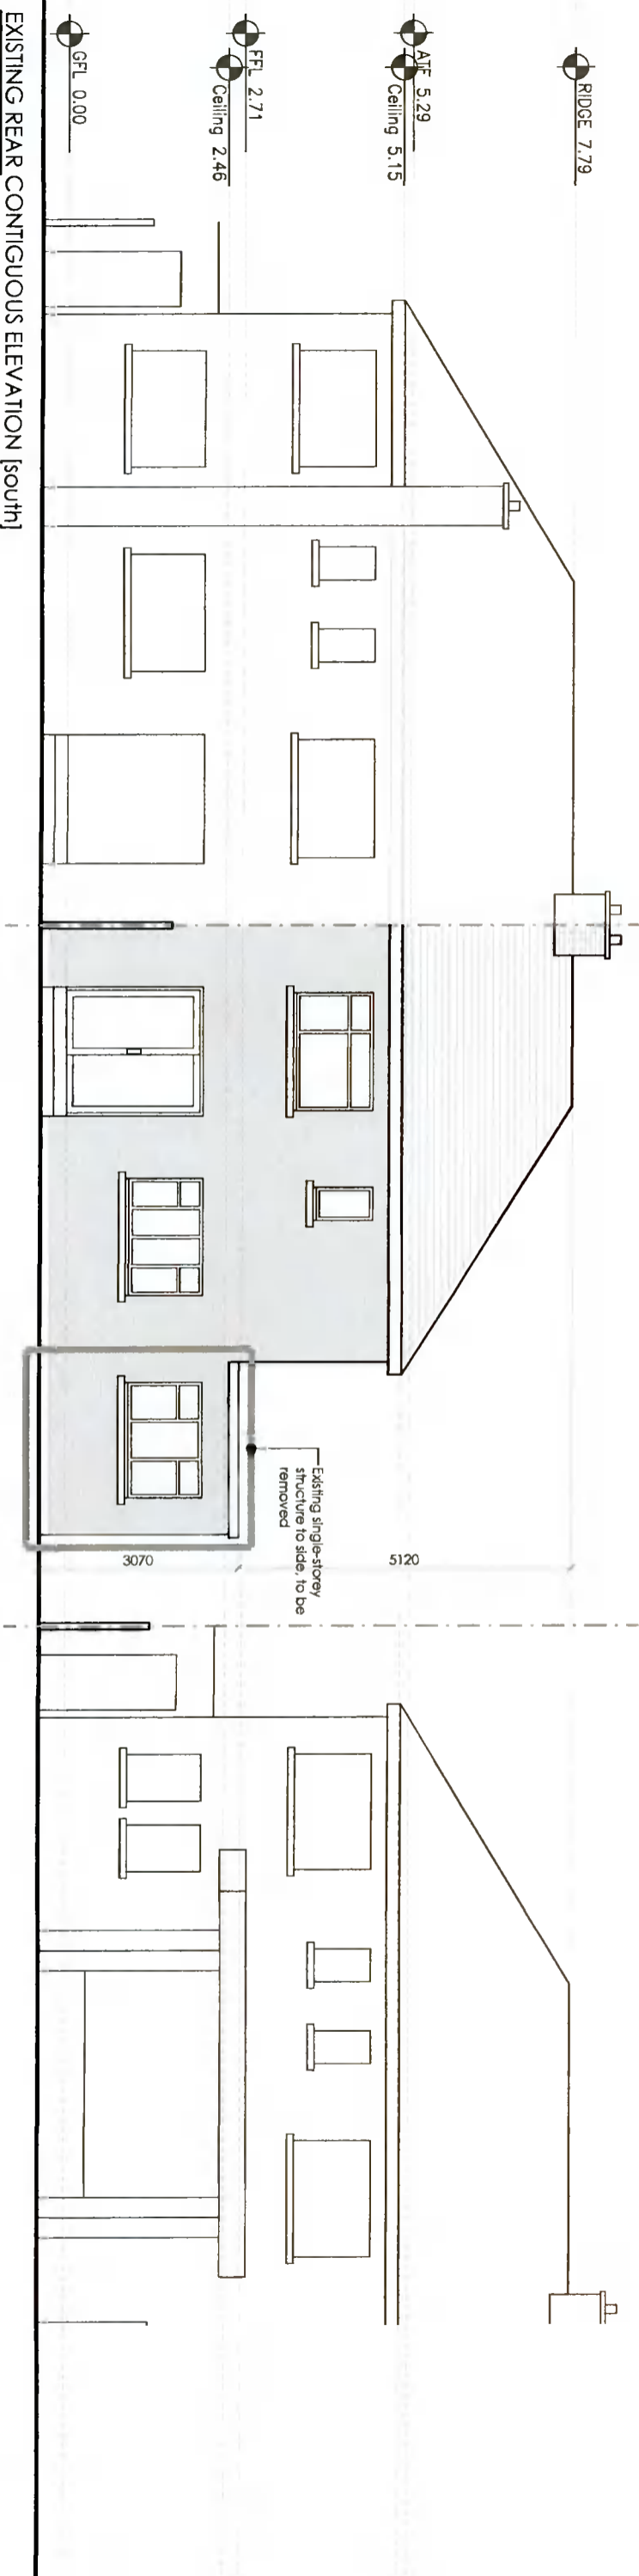 RIDGE 7.79
ATF 5.29
Ceiling 5.15
FFL 2.71
Ceiling 2.46
GFL 0.00
Existing single-storey
structure to side, to be
removed
5120
3070
EXISTING REAR CONTIGUOUS ELEVATION [south]